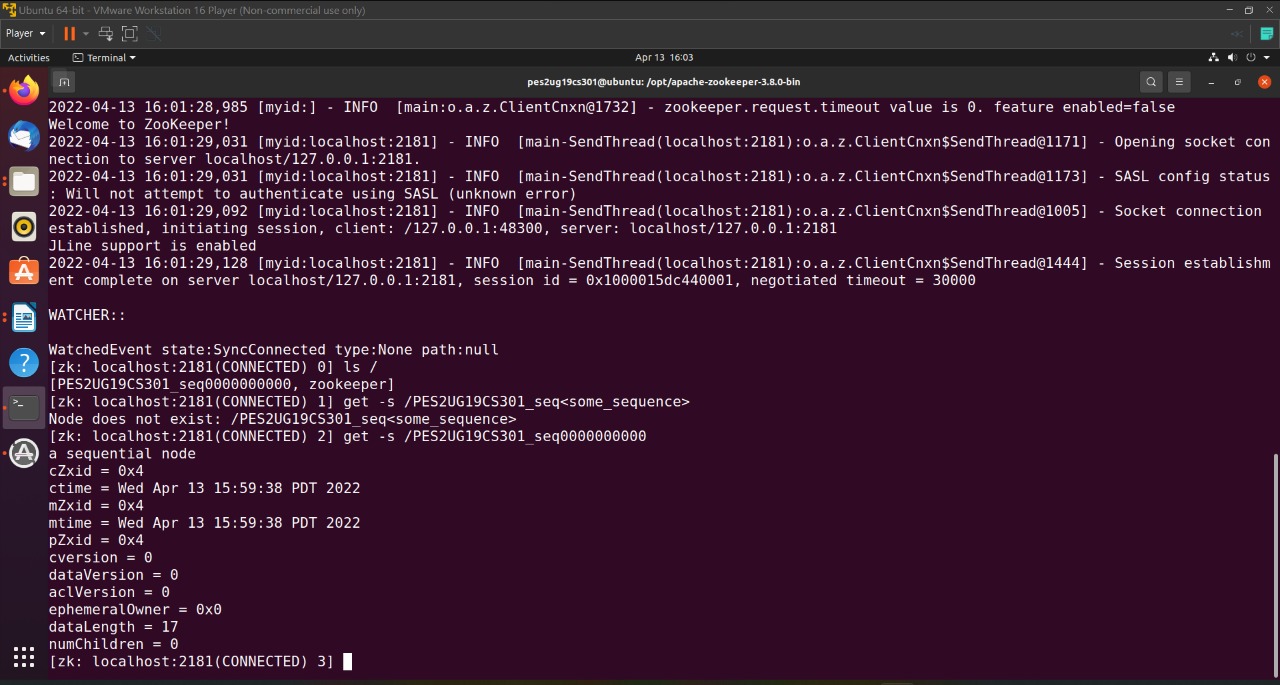 Ubuntu 64-bit - VMware Workstation 16 Player (Non-commercial use only)
Player
Activities
Terminal
Apr 13 16:03
pes2ug19cs301@ubuntu: /opt/apache-zookeeper-3.8.0-bin
2022-04-13 16:01:28,985 [myid:] - INFO  [main:o.a.z.ClientCnxn@1732] - zookeeper.request.timeout value is 0. feature enabled=false
Welcome to ZooKeeper!
2022-04-13 16:01:29,031 [myid:localhost:2181] - INFO  [main-SendThread(localhost:2181):o.a.z.ClientCnxn$SendThread@1171] - Opening socket con
nection to server localhost/127.0.0.1:2181.
2022-04-13 16:01:29,031 [myid:localhost:2181] - INFO  [main-SendThread(localhost:2181):o.a.z.ClientCnxn$SendThread@1173] - SASL config status
: Will not attempt to authenticate using SASL (unknown error)
2022-04-13 16:01:29,092 [myid:localhost:2181] - INFO  [main-SendThread(localhost:2181):o.a.z.ClientCnxn$SendThread@1005] - Socket connection
established, initiating session, client: /127.0.0.1:48300, server: localhost/127.0.0.1:2181
JLine support is enabled
2022-04-13 16:01:29,128 [myid:localhost:2181] - INFO  [main-SendThread(localhost:2181):o.a.z.ClientCnxn$SendThread@1444] - Session establishm
ent complete on server localhost/127.0.0.1:2181, session id = 0x1000015dc440001, negotiated timeout = 30000
WATCHER::
WatchedEvent state:SyncConnected type:None path:null
[zk: localhost:2181(CONNECTED) 0] ls /
[PES2UG19CS301_seq0000000000, zookeeper]
[zk: localhost:2181(CONNECTED) 1] get -s /PES2UG19CS301_seq<some_sequence>
Node does not exist: /PES2UG19CS301_seq<some_sequence>
[zk: localhost:2181(CONNECTED) 2] get -s /PES2UG19CS301_seq0000000000
a sequential node
cZxid = 0x4
ctime = Wed Apr 13 15:59:38 PDT 2022
mZxid = 0x4
mtime = Wed Apr 13 15:59:38 PDT 2022
pZxid = 0x4
cversion = 0
dataVersion = 0
aclVersion = 0
ephemeralOwner = 0x0
dataLength = 17
numChildren = 0
[zk: localhost:2181(CONNECTED) 3]